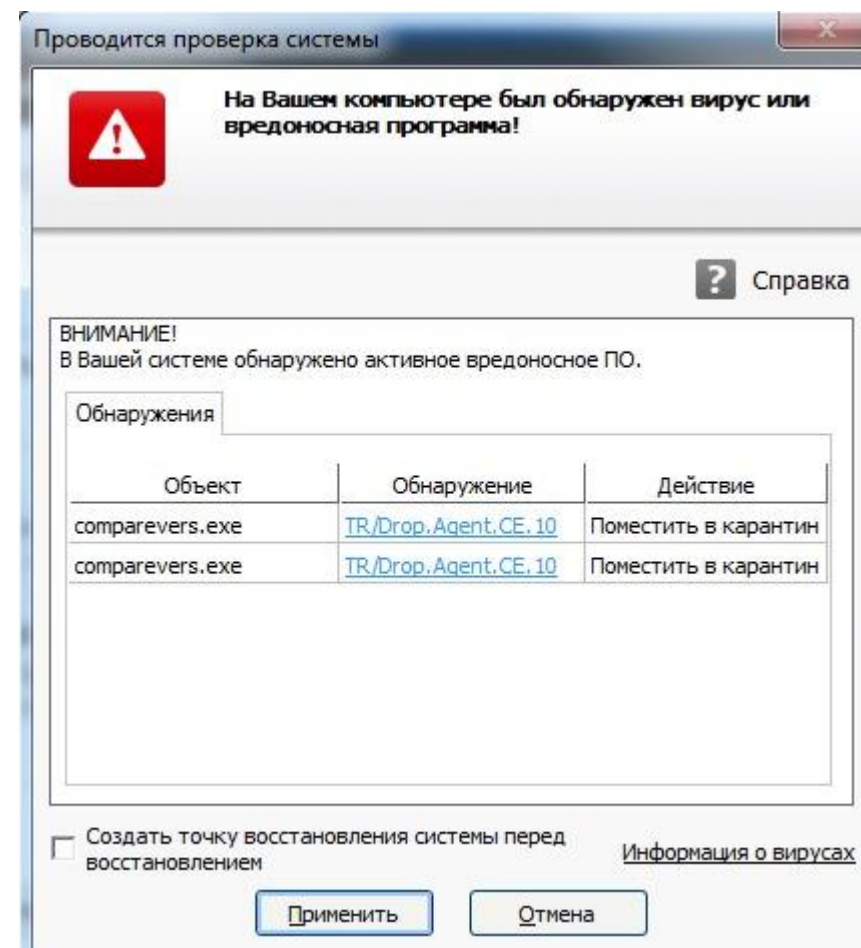 Проводится проверка системы
На Вашем компьютере был обнаружен вирус или
вредоносная программа!
? Справка
ВНИМАНИЕ!
В Вашей системе обнаружено активное вредоносное ПО.
Обнаружения
Объект Обнаружение Действие
comparevers.exe TR/Drop.Agent.CE.10 Поместить в карантин
comparevers.exe TR/Drop.Agent.CE.10 Поместить в карантин
Создать точку восстановления системы перед
восстановлением
Информация о вирусах
Применить Отмена